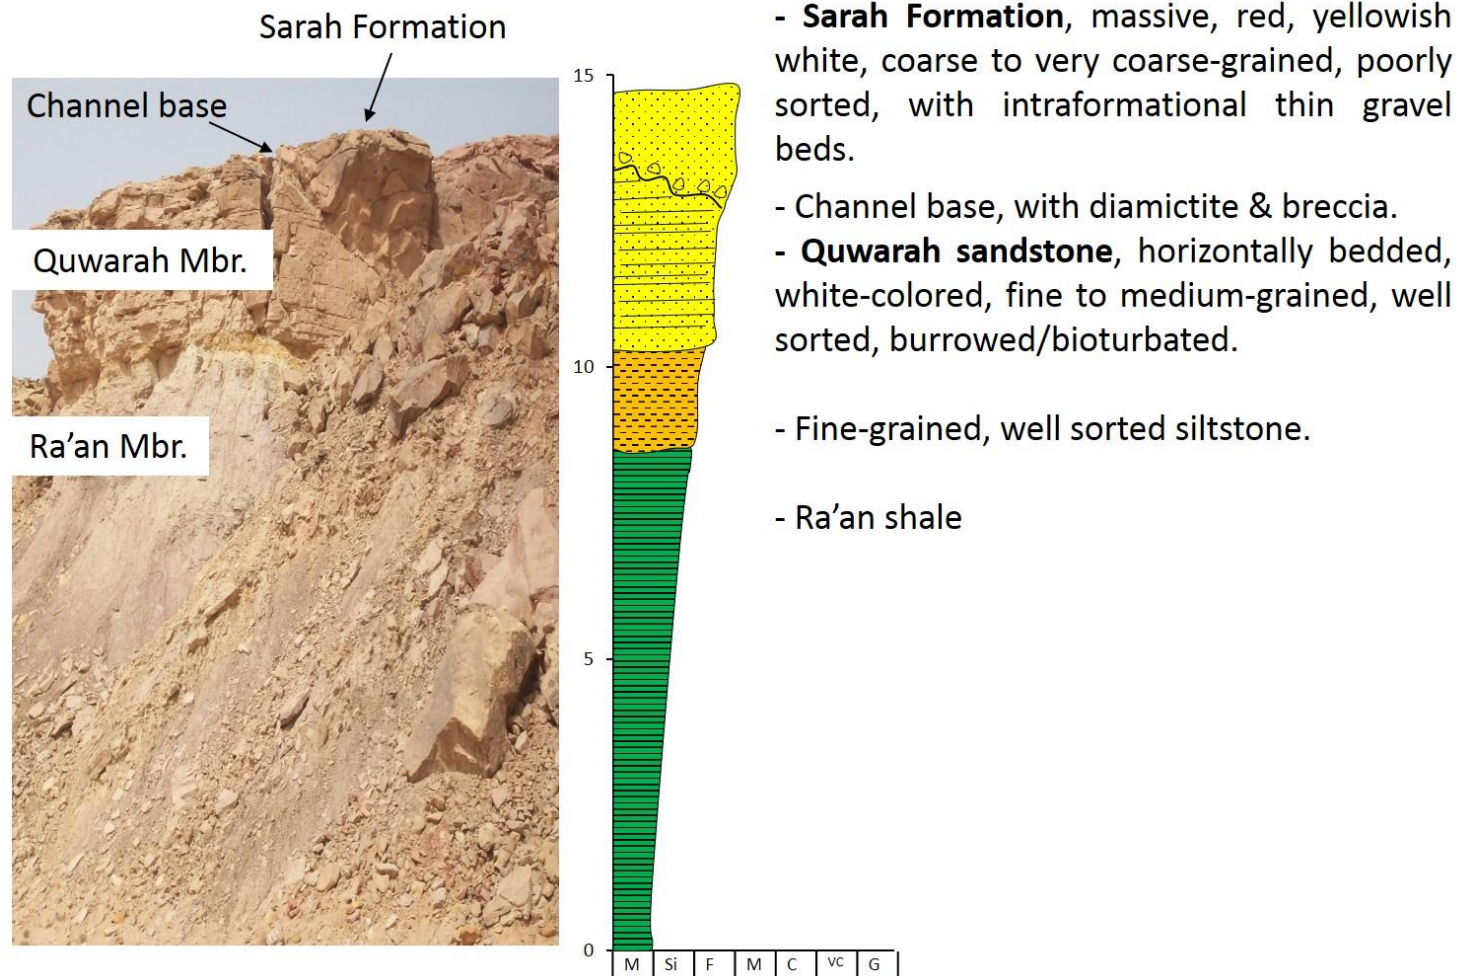 Sarah Formation
Channel base
Quwarah Mbr.
Ra’an Mbr.
15
10
5
0
M Si F M C VC G
- Sarah Formation, massive, red, yellowish
white, coarse to very coarse-grained, poorly
sorted, with intraformational thin gravel
beds.
- Channel base, with diamictite & breccia.
- Quwarah sandstone, horizontally bedded,
white-colored, fine to medium-grained, well
sorted, burrowed/bioturbated.
- Fine-grained, well sorted siltstone.
- Ra’an shale